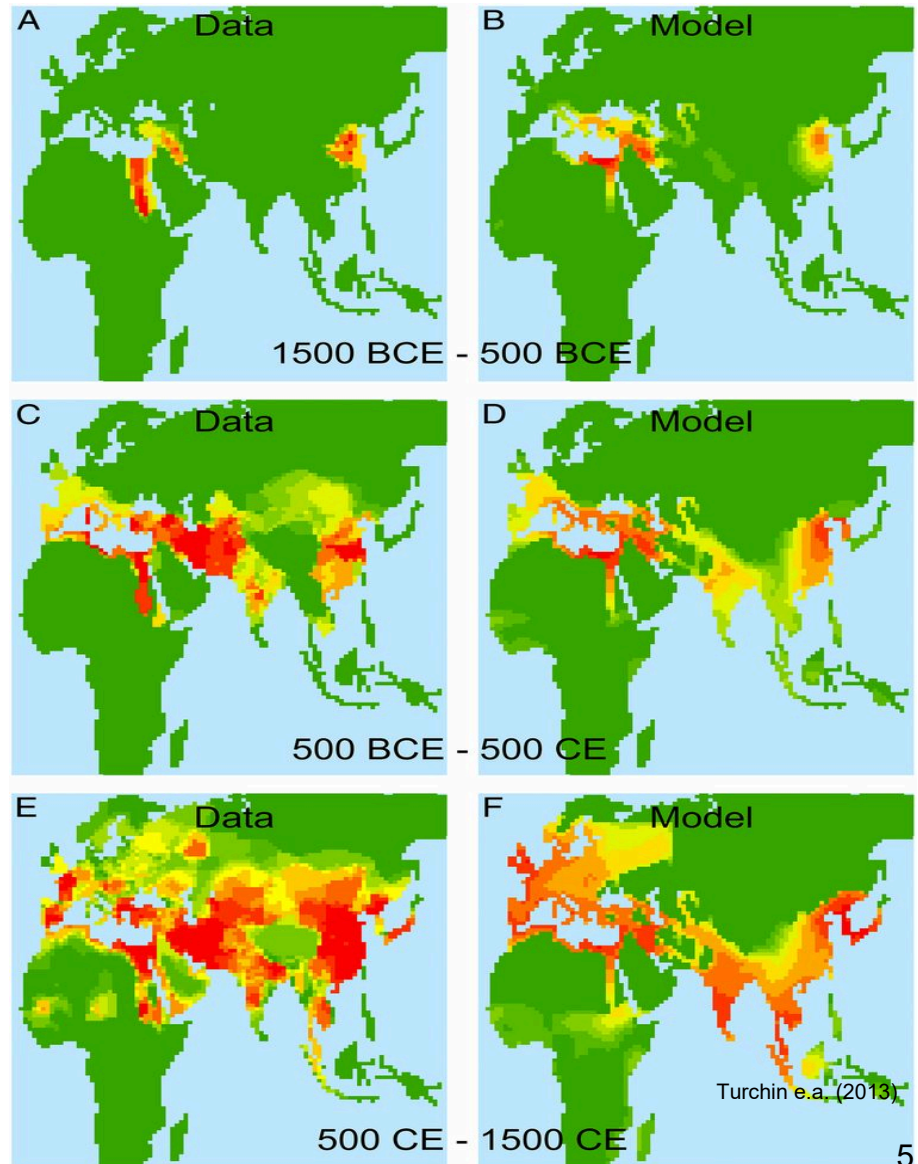 A Data
B Model
1500 BCE - 500 BCE
C Data
D Model
500 BCE - 500 CE
E Data
F Model
Turchin e.a. (2013)
500 CE - 1500 CE
5